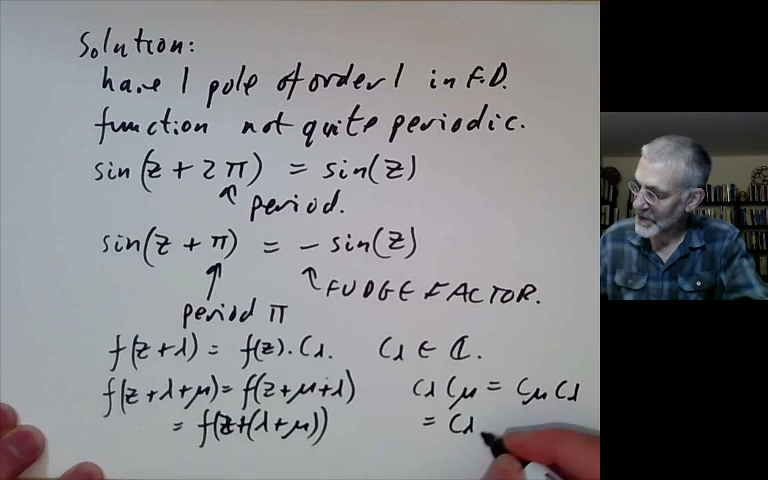 Solution:
have 1 pole of order 1 in F.D.
function not quite periodic.
sin(z + 2π) = sin(z)
↑ period.
sin(z + π) = - sin(z)
↑ period π
↑ FUDGE FACTOR.
f(z+λ) = f(z). Cλ. Cλ ∈ ℂ.
f(z+λ+μ) = f(z+μ+λ) Cλ Cμ = Cμ Cλ
= f(z+(λ+μ)) = Cλ